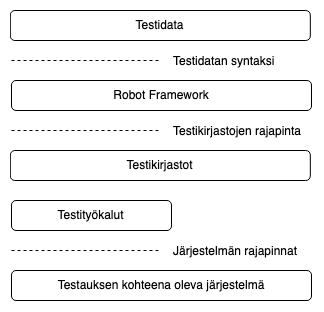 Testidata
Testidatan syntaksi
Robot Framework
Testikirjastojen rajapinta
Testikirjastot
Testityökalut
Järjestelmän rajapinnat
Testauksen kohteena oleva järjestelmä